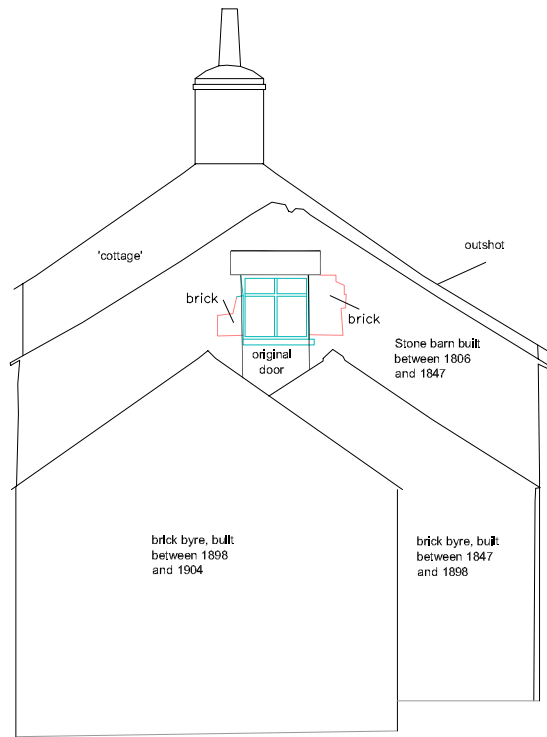 outshot
'cottage'
brick
brick
original
door
Stone barn built
between 1806
and 1847
brick byre, built
between 1898
and 1904
brick byre, built
between 1847
and 1898